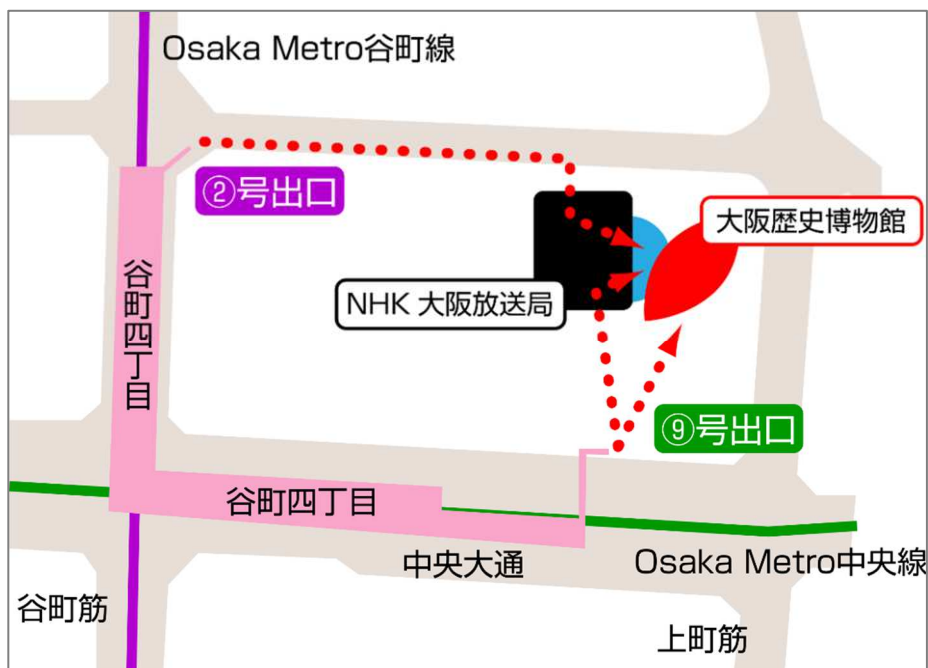 Osaka Metro谷町線
②号出口
大阪歴史博物館
谷町四丁目
NHK 大阪放送局
⑨号出口
谷町四丁目
中央大通
Osaka Metro中央線
谷町筋
上町筋